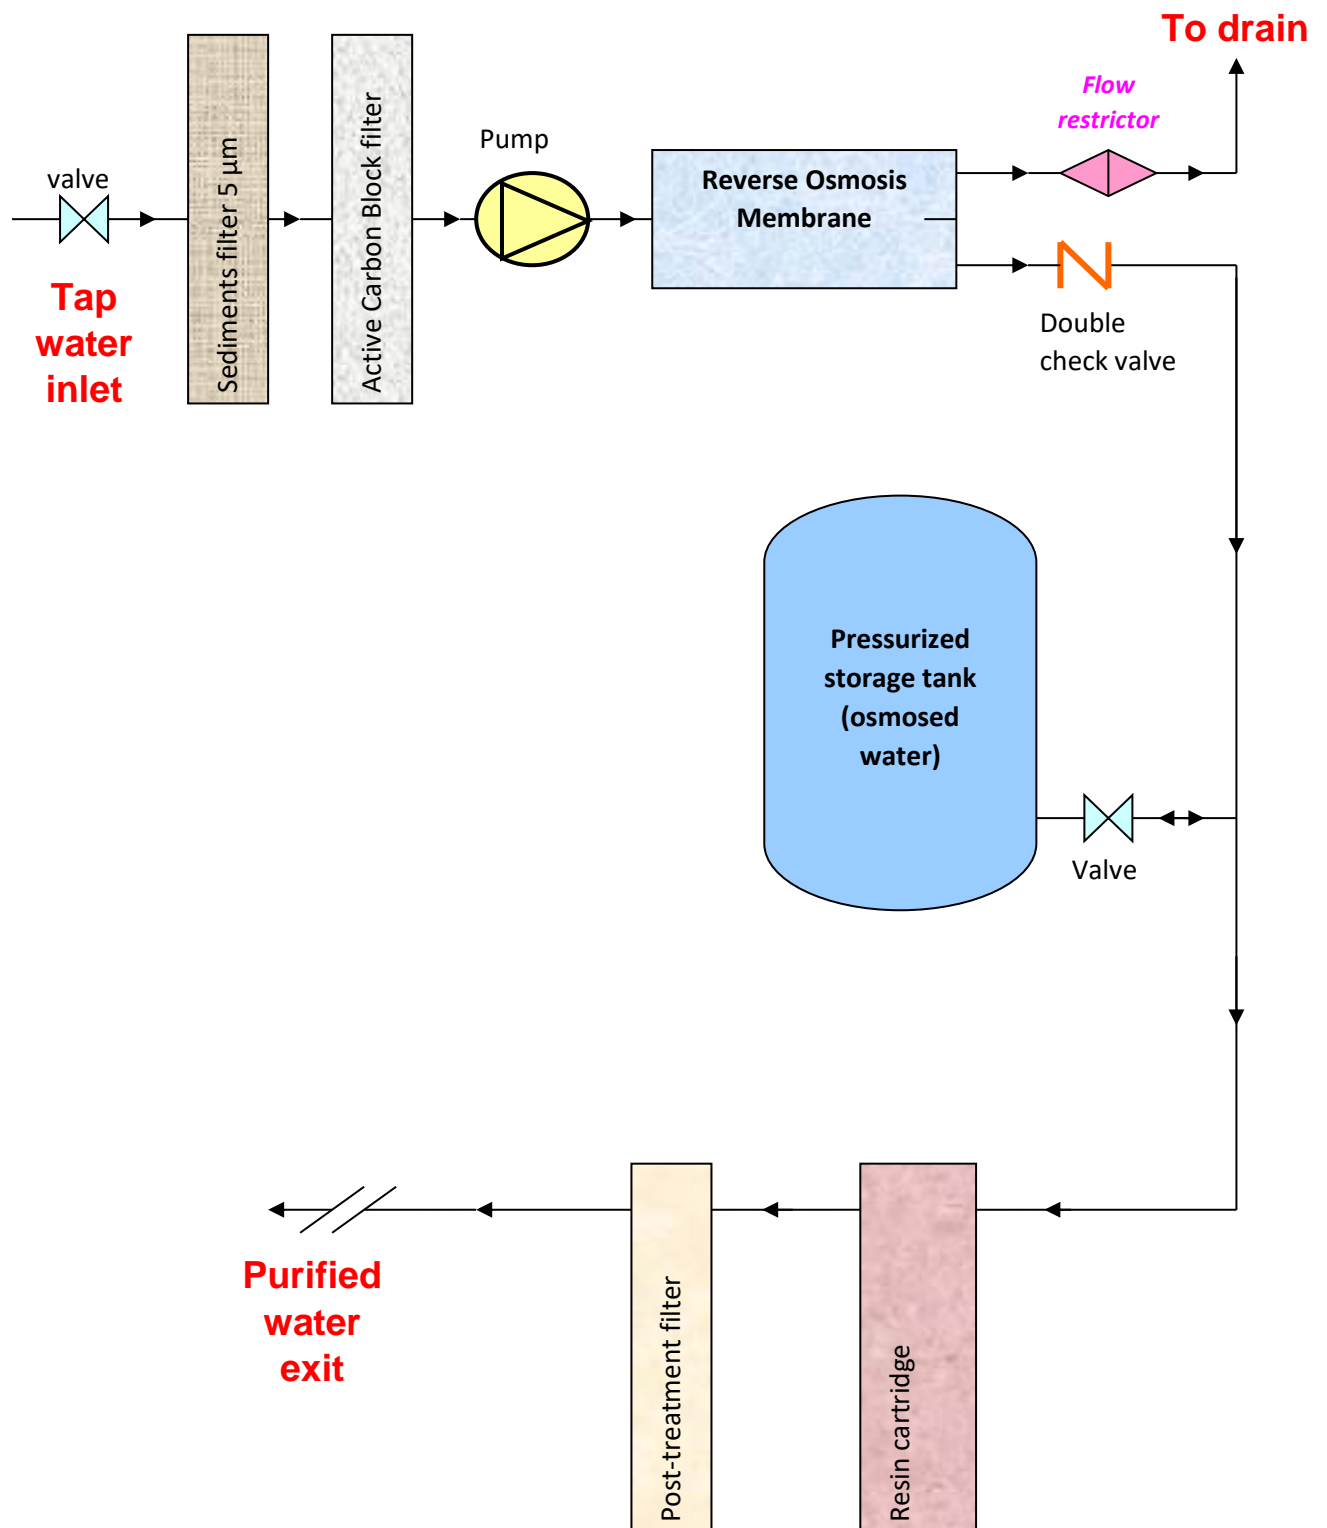 To drain
Flow
restrictor
valve
Sediments filter 5 µm
Active Carbon Block filter
Pump
Reverse Osmosis
Membrane
Tap
water
inlet
Double
check valve
Pressurized
storage tank
(osmosed
water)
Valve
Purified
water
exit
Post-treatment filter
Resin cartridge